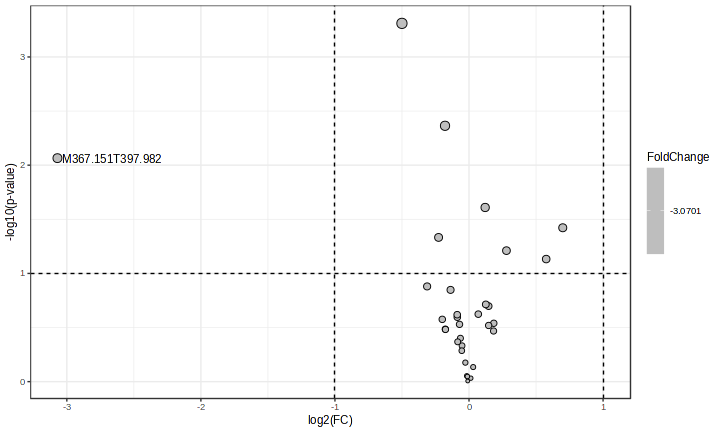 3
2
1
0
-log10(p-value)
M367.151T397.982
-3
-2
-1
0
1
log2(FC)
FoldChange
-3.0701